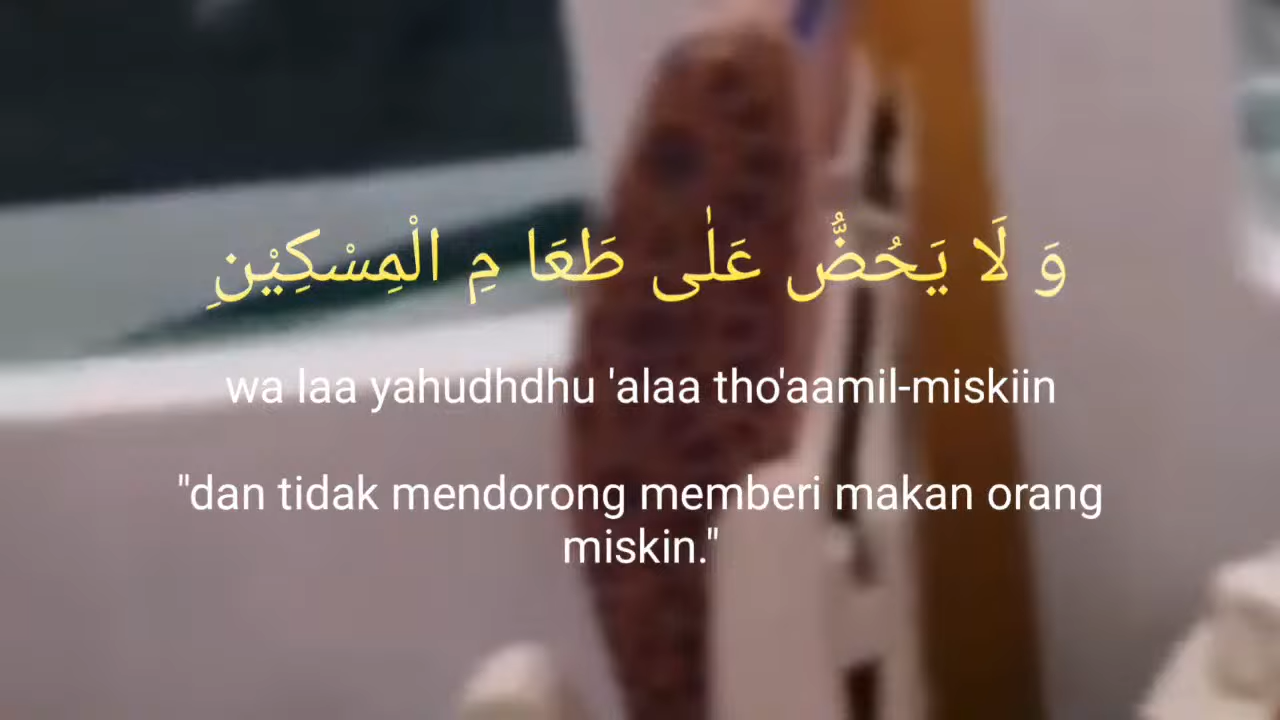 وَ لَا يَحُضُّ عَلٰى طَعَا مِ الْمِسْكِيْنِ
wa laa yahudhdhu 'alaa tho'aamil-miskiin
"dan tidak mendorong memberi makan orang
miskin."